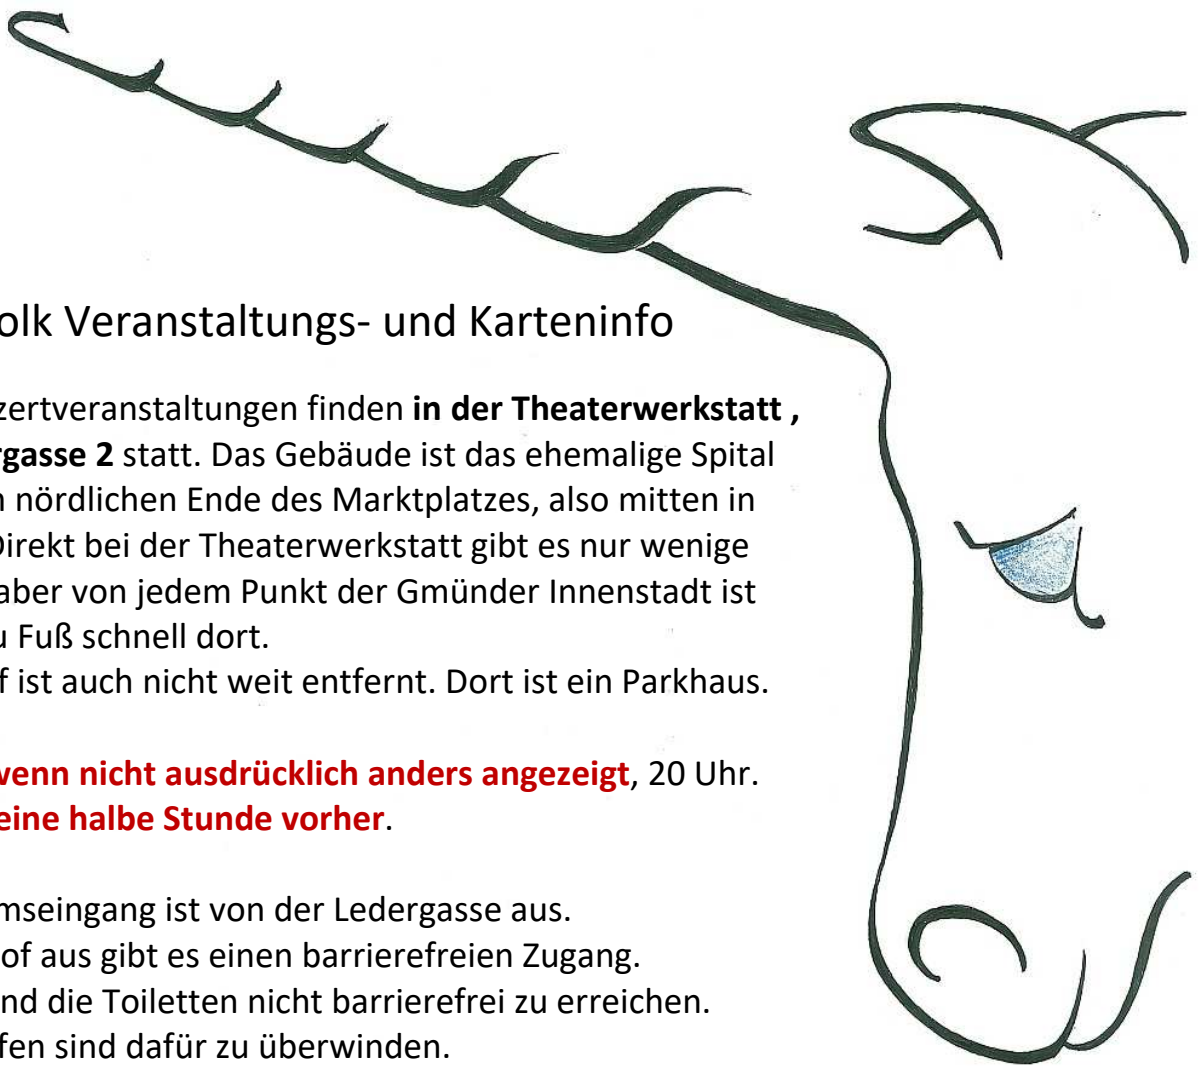 olk Veranstaltungs- und Karteninfo
zertveranstaltungen finden in der Theaterwerkstatt ,
rgasse 2 statt. Das Gebäude ist das ehemalige Spital
n nördlichen Ende des Marktplatzes, also mitten in
Direkt bei der Theaterwerkstatt gibt es nur wenige
aber von jedem Punkt der Gmünder Innenstadt ist
u Fuß schnell dort.
f ist auch nicht weit entfernt. Dort ist ein Parkhaus.
wenn nicht ausdrücklich anders angezeigt, 20 Uhr.
eine halbe Stunde vorher.
mseingang ist von der Ledergasse aus.
of aus gibt es einen barrierefreien Zugang.
nd die Toiletten nicht barrierefrei zu erreichen.
fen sind dafür zu überwinden.